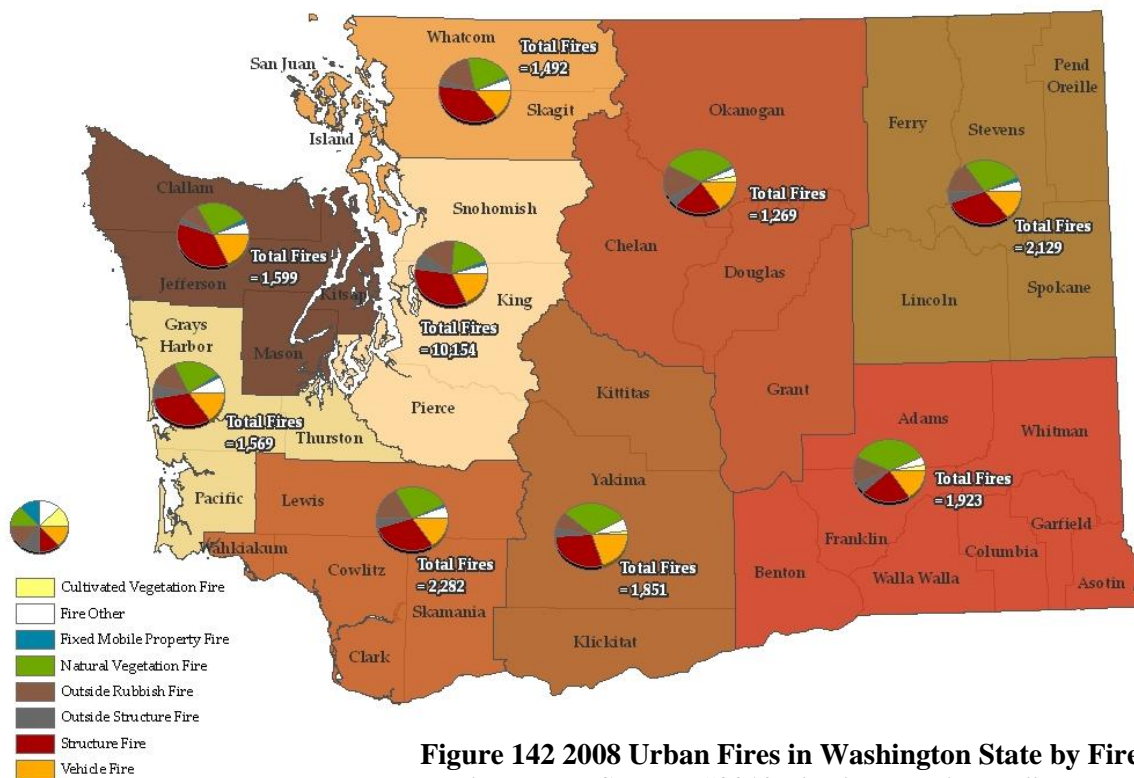 Whatcom
Total Fires
= 1,492
San Juan
Skagit
Island
Okanogan
Ferry
Stevens
Pend
Oreille
Clallam
Snohomish
Total Fires
= 1,269
Total Fires
= 2,129
Chelan
Douglas
Total Fires
= 1,599
Jefferson
Kitsap
King
Lincoln
Spokane
Total Fires
= 10,154
Grays
Harbor
Mason
Kittitas
Grant
Pierce
Adams
Whitman
Total Fires
= 1,569
Thurston
Yakima
Pacific
Lewis
Total Fires
= 1,923
Garfield
Franklin
Columbia
Wahkiakum
Cowlitz
Total Fires
= 2,282
Total Fires
= 1,851
Benton
Walla Walla
Asotin
Skamania
Klickitat
Clark
Cultivated Vegetation Fire
Fire Other
Fixed Mobile Property Fire
Natural Vegetation Fire
Outside Rubbish Fire
Outside Structure Fire
Structure Fire
Vehicle Fire
Figure 142 2008 Urban Fires in Washington State by Fire